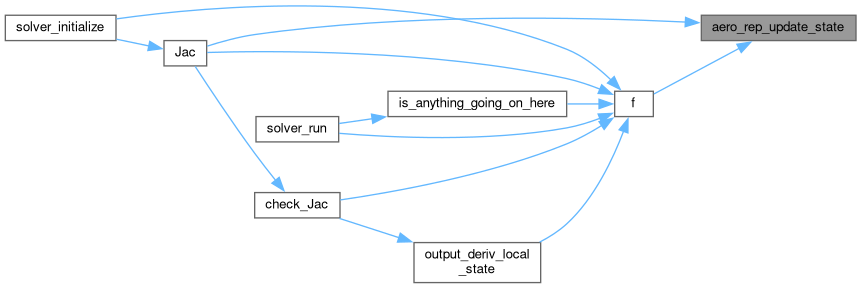 solver_initialize
aero_rep_update_state
Jac
is_anything_going_on_here
f
solver_run
check_Jac
output_deriv_local
_state